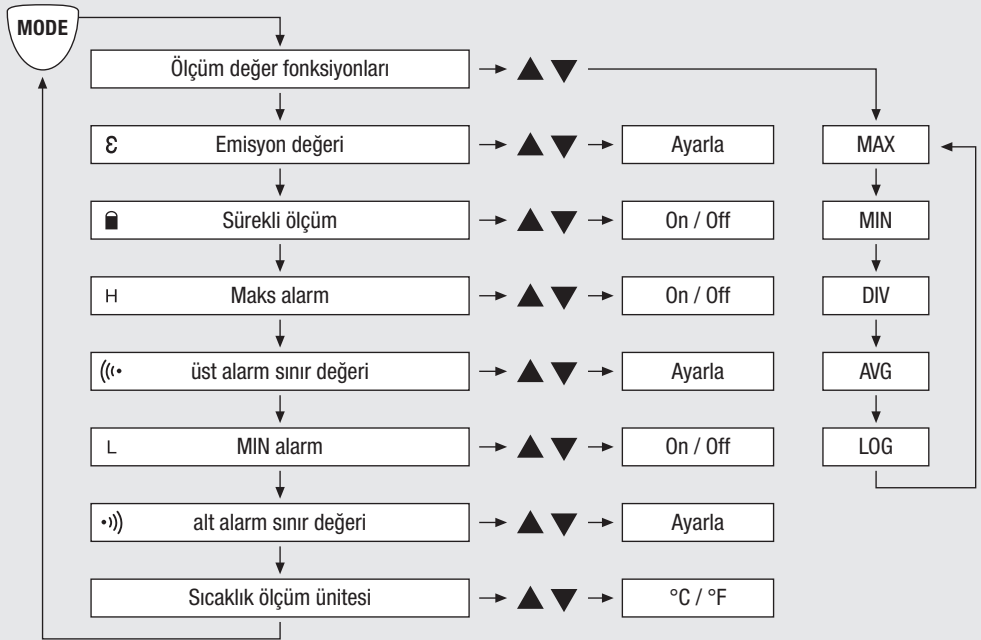 MODE
Ölçüm değer fonksiyonları
ε Emisyon değeri Ayarla MAX
Sürekli ölçüm On / Off MIN
H Maks alarm On / Off DIV
üst alarm sınır değeri Ayarla AVG
L MIN alarm On / Off LOG
alt alarm sınır değeri Ayarla
Sıcaklık ölçüm ünitesi °C / °F